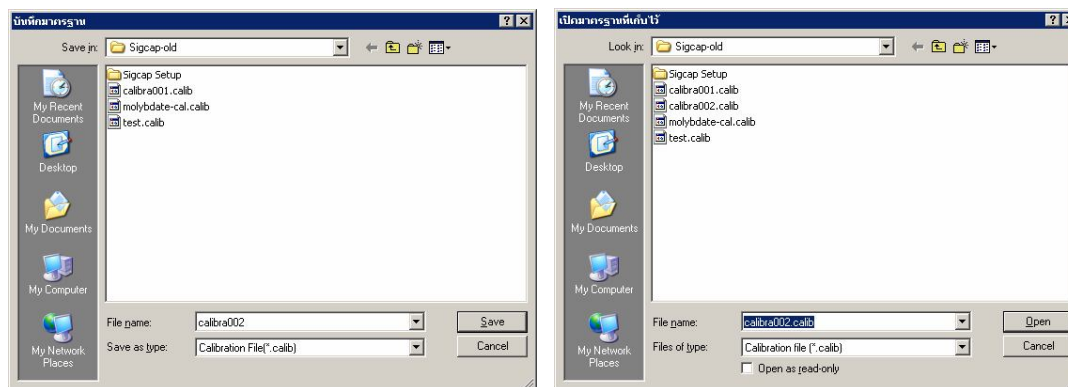 บันทึกมาตรฐาน
Save in:
Sigcap-old
My Recent
Documents
Desktop
My Documents
My Computer
My Network
Places
Sigcap Setup
calibra001.calib
molybdate-cal.calib
test.calib
File name:
calibra002
Save
Save as type:
Calibration File(*.calib)
Cancel
เปิดมาตรฐานที่เก็บไว้
Look in:
Sigcap-old
My Recent
Documents
Desktop
My Documents
My Computer
My Network
Places
Sigcap Setup
calibra001.calib
calibra002.calib
molybdate-cal.calib
test.calib
File name:
calibra002.calib
Open
Files of type:
Calibration file (*.calib)
Cancel
Open as read-only